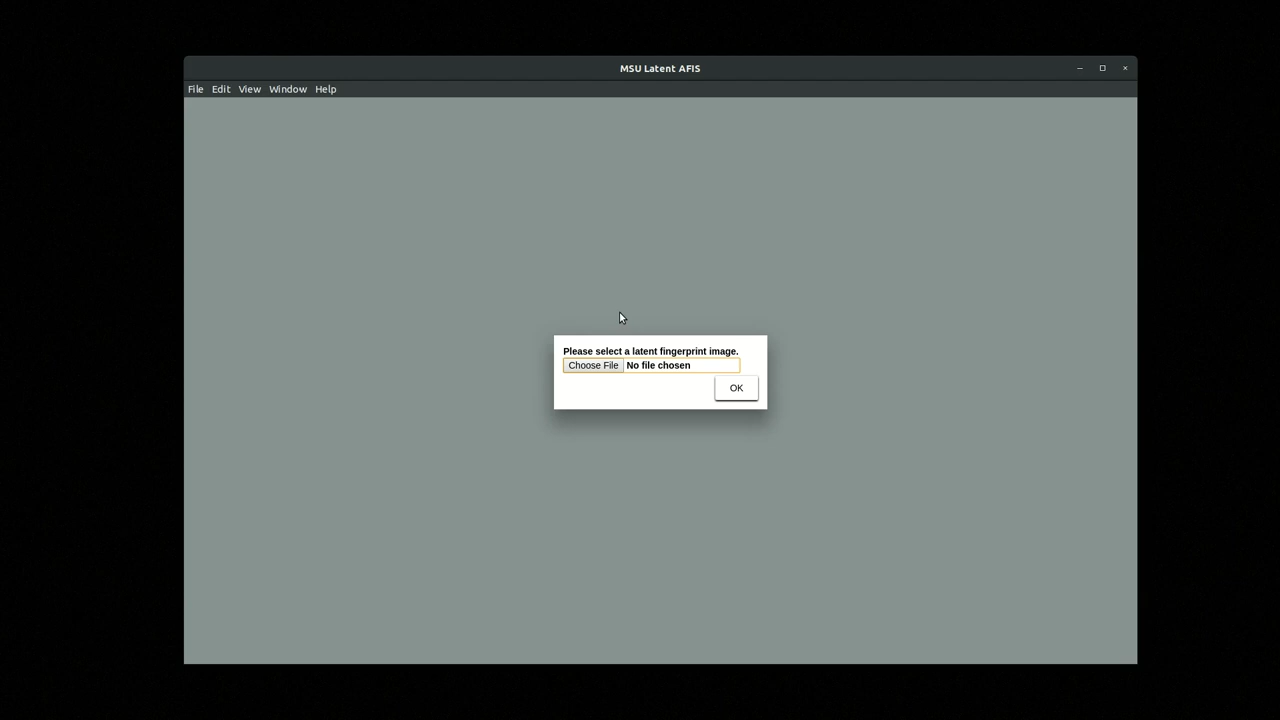 MSU Latent AFIS
File Edit View Window Help
Please select a latent fingerprint image.
Choose File No file chosen
OK